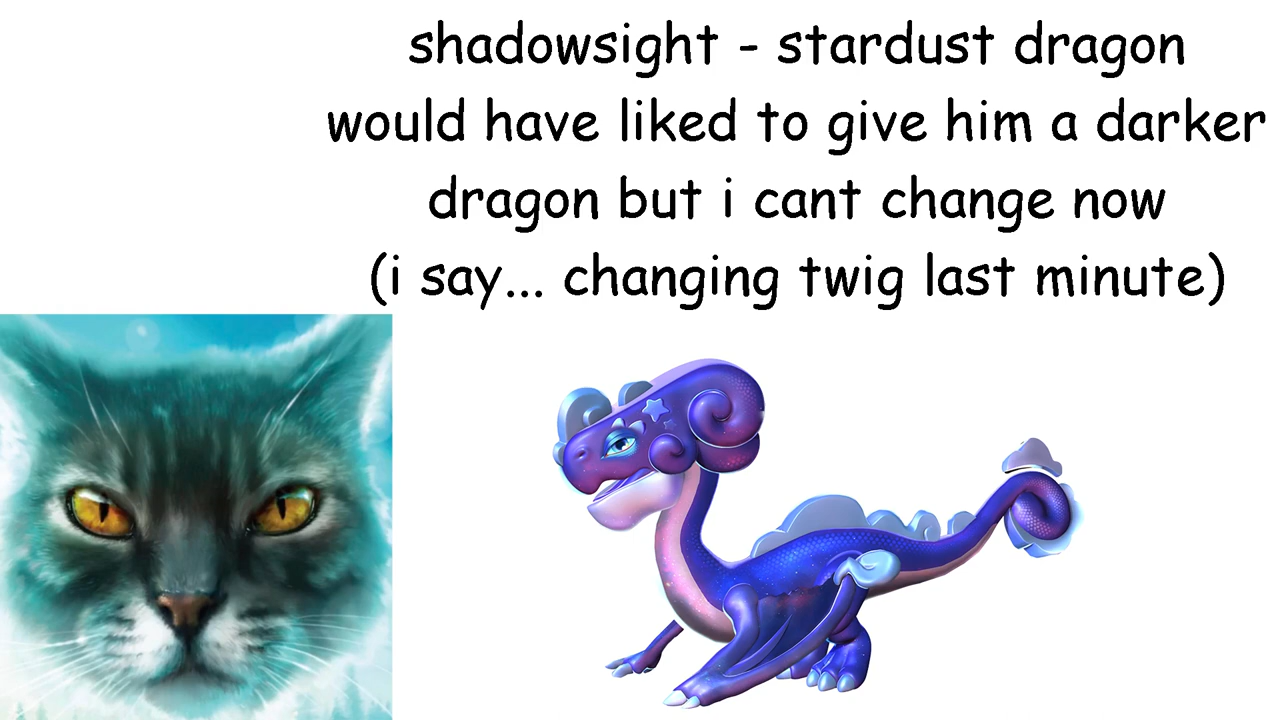 shadowsight - stardust dragon
would have liked to give him a darker
dragon but i cant change now
(i say... changing twig last minute)